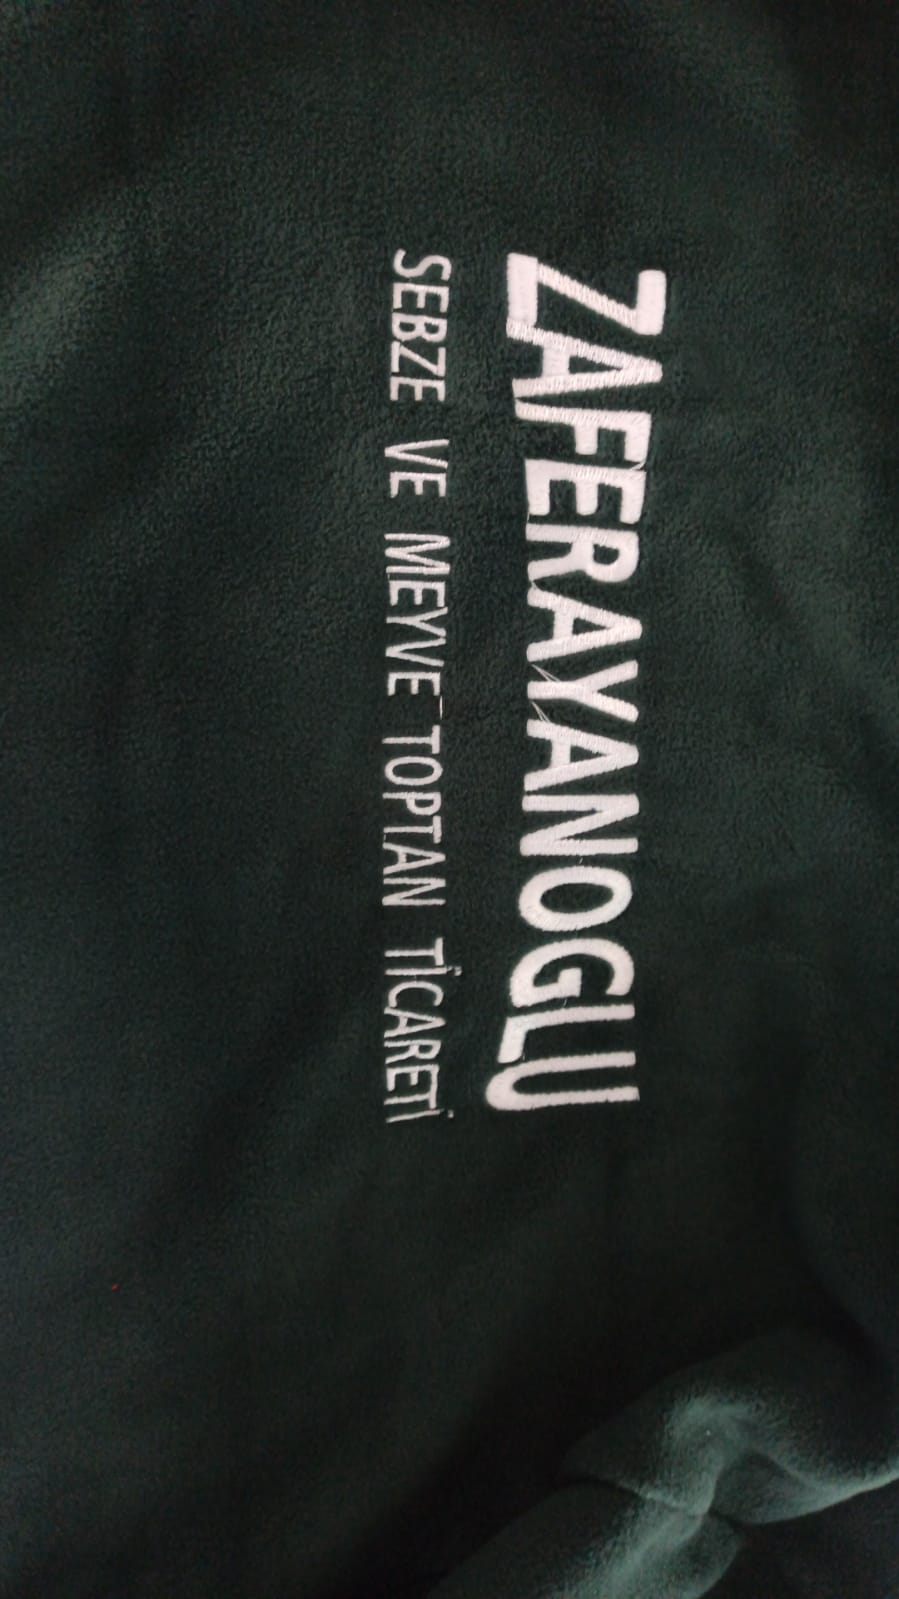 ZAFERAYANOGLU
SEBZE VE MEYVE TOPTAN TİCARETİ